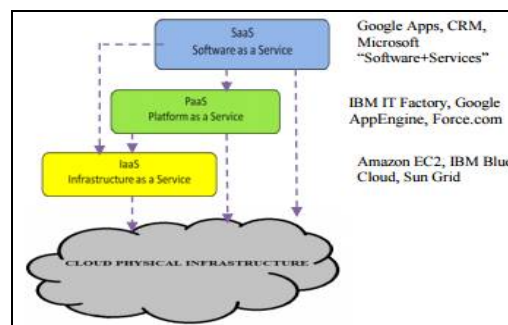 SaaS
Software as a Service
Google Apps, CRM,
Microsoft
“Software+Services”
PaaS
Platform as a Service
IBM IT Factory, Google
AppEngine, Force.com
IaaS
Infrastructure as a Service
Amazon EC2, IBM Blue
Cloud, Sun Grid
CLOUD PHYSICAL INFRASTRUCTURE